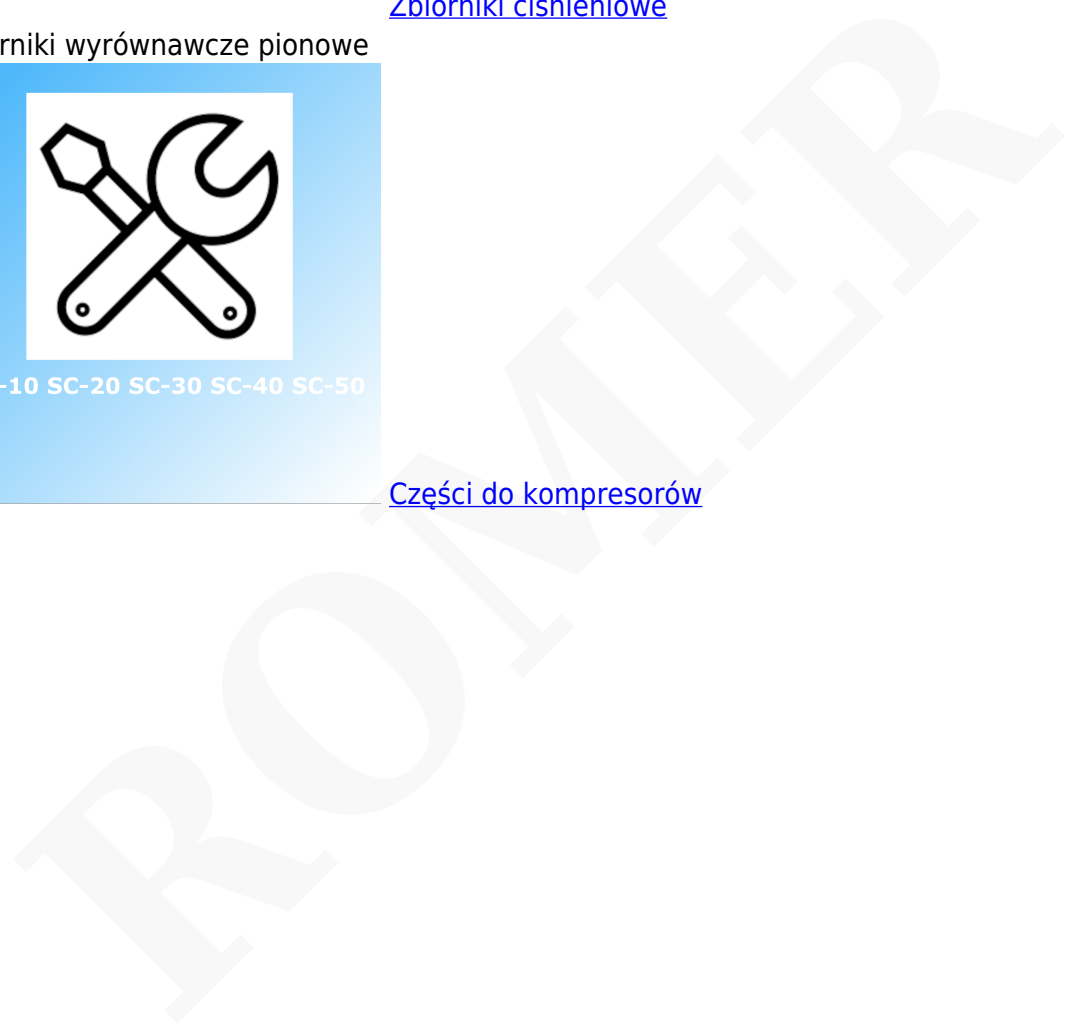 Zbiorniki ciśnieniowe
rniki wyrównawcze pionowe
-10 SC-20 SC-30 SC-40 SC-50
Części do kompresorów
ROMER